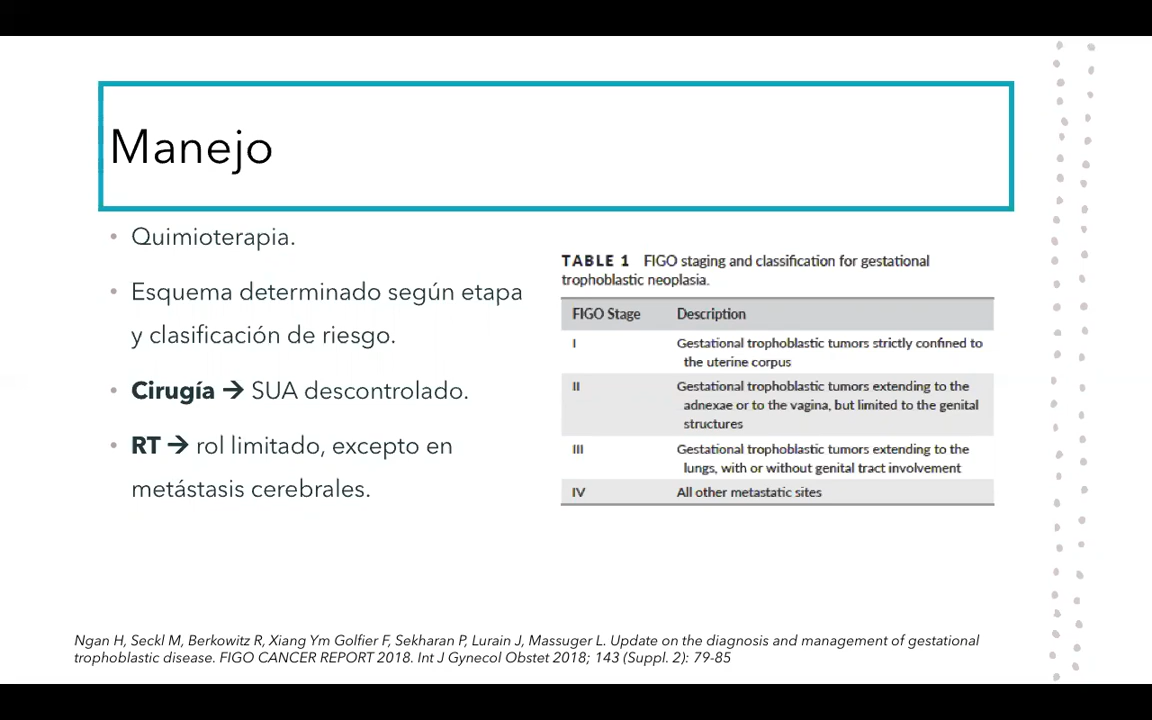 Manejo
• Quimioterapia.
• Esquema determinado según etapa
y clasificación de riesgo.
• Cirugía → SUA descontrolado.
• RT → rol limitado, excepto en
metástasis cerebrales.
TABLE 1 FIGO staging and classification for gestational
trophoblastic neoplasia.
FIGO Stage Description
I Gestational trophoblastic tumors strictly confined to
the uterine corpus
II Gestational trophoblastic tumors extending to the
adnexae or to the vagina, but limited to the genital
structures
III Gestational trophoblastic tumors extending to the
lungs, with or without genital tract involvement
IV All other metastatic sites
Ngan H, Seckl M, Berkowitz R, Xiang Ym Golfier F, Sekharan P, Lurain J, Massuger L. Update on the diagnosis and management of gestational
trophoblastic disease. FIGO CANCER REPORT 2018. Int J Gynecol Obstet 2018; 143 (Suppl. 2): 79-85